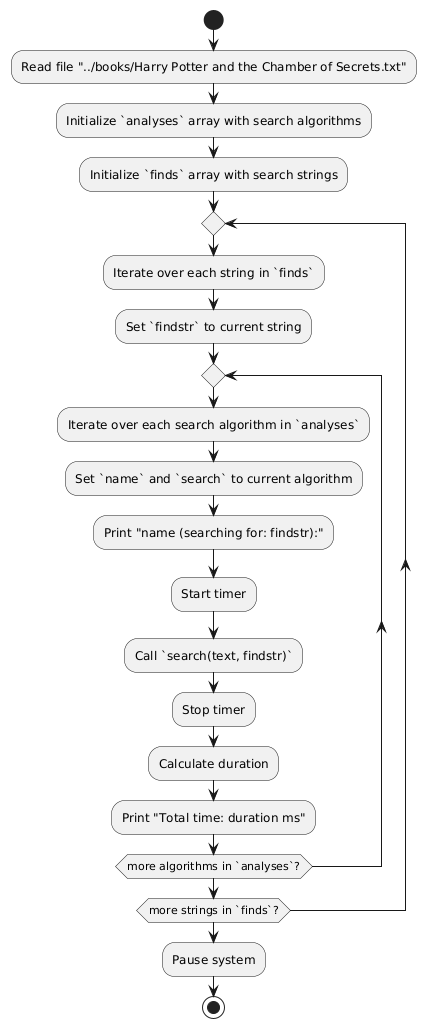 Read file "../books/Harry Potter and the Chamber of Secrets.txt"
Initialize `analyses` array with search algorithms
Initialize `finds` array with search strings
Iterate over each string in `finds`
Set `findstr` to current string
Iterate over each search algorithm in `analyses`
Set `name` and `search` to current algorithm
Print "name (searching for: findstr):"
Start timer
Call `search(text, findstr)`
Stop timer
Calculate duration
Print "Total time: duration ms"
more algorithms in `analyses`?
more strings in `finds`?
Pause system